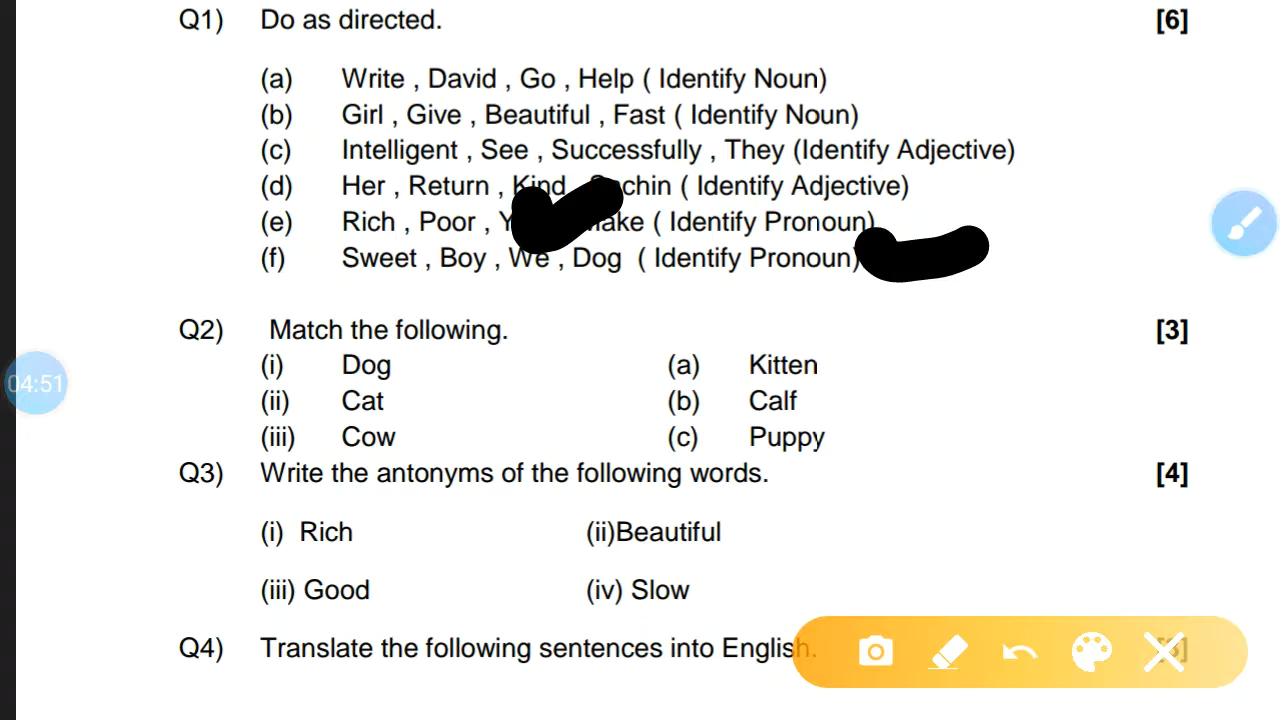 Q1) Do as directed. [6]
(a) Write , David , Go , Help ( Identify Noun)
(b) Girl , Give , Beautiful , Fast ( Identify Noun)
(c) Intelligent , See , Successfully , They (Identify Adjective)
(d) Her , Return , Kind , Sachin ( Identify Adjective)
(e) Rich , Poor , ( Identify Pronoun)
(f) Sweet , Boy , We , Dog ( Identify Pronoun)
Q2) Match the following. [3]
(i) Dog (a) Kitten
(ii) Cat (b) Calf
04:51
(iii) Cow (c) Puppy
Q3) Write the antonyms of the following words. [4]
(i) Rich (ii)Beautiful
(iii) Good (iv) Slow
Q4) Translate the following sentences into English.